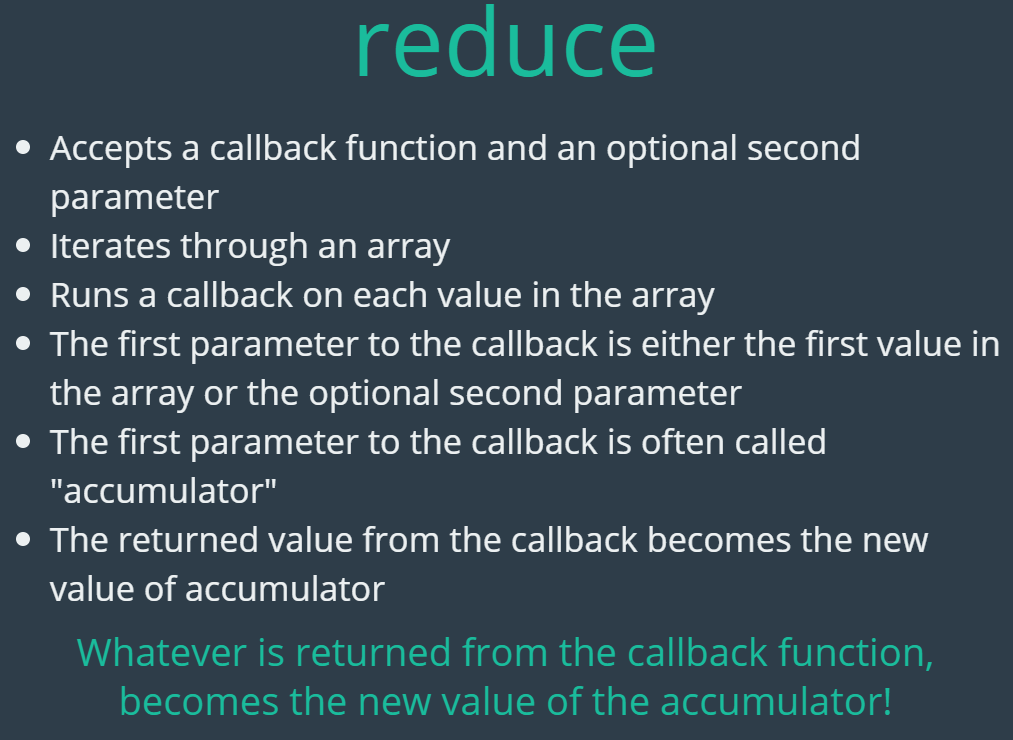 reduce
• Accepts a callback function and an optional second
parameter
• Iterates through an array
• Runs a callback on each value in the array
• The first parameter to the callback is either the first value in
the array or the optional second parameter
• The first parameter to the callback is often called
"accumulator"
• The returned value from the callback becomes the new
value of accumulator
Whatever is returned from the callback function,
becomes the new value of the accumulator!